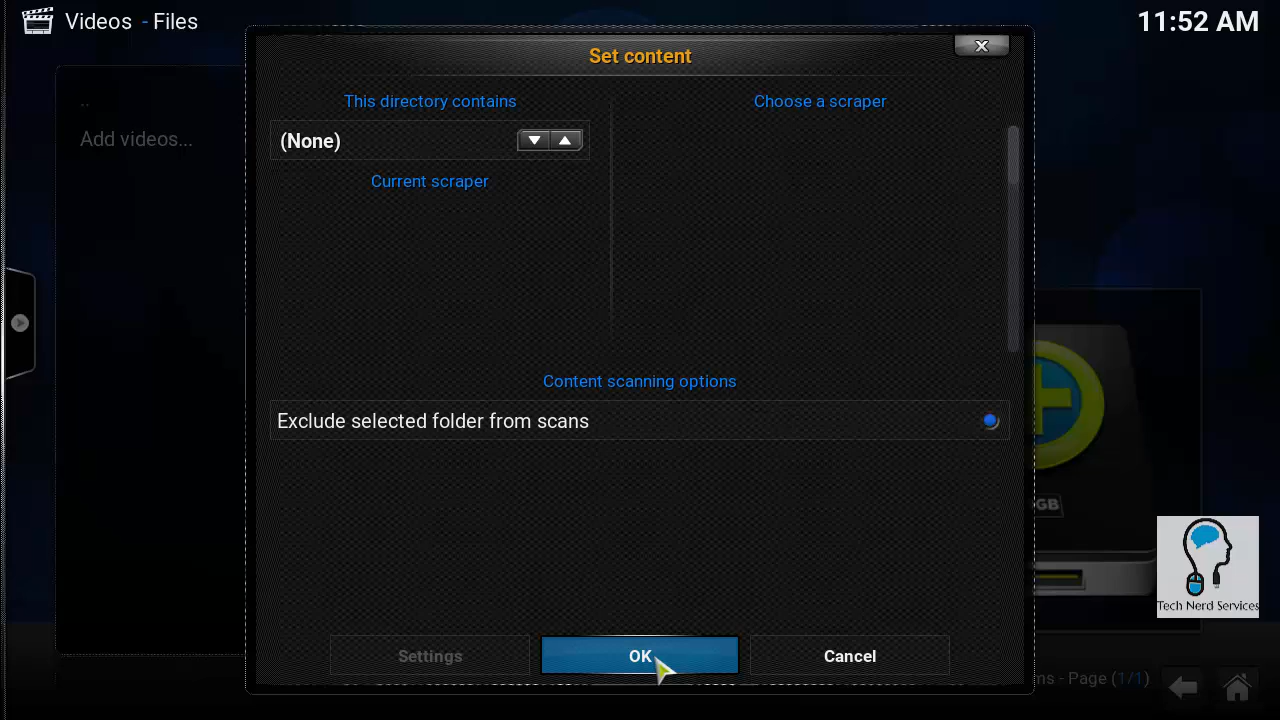 Videos - Files
11:52 AM
Set content
x
This directory contains
Choose a scraper
..
(None)
Add videos...
Current scraper
Content scanning options
Exclude selected folder from scans
GB
Tech Nerd Services
Settings
OK
Cancel
ms - Page (1/1)